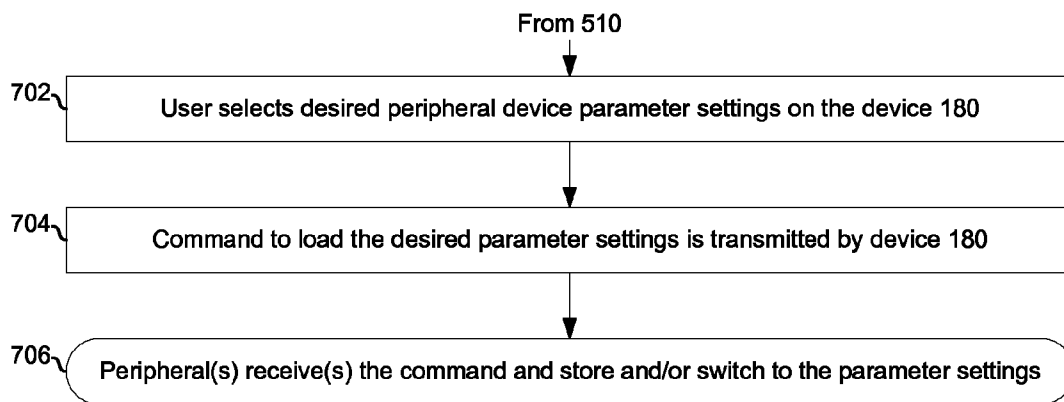 From 510
702
User selects desired peripheral device parameter settings on the device 180
704
Command to load the desired parameter settings is transmitted by device 180
706
Peripheral(s) receive(s) the command and store and/or switch to the parameter settings